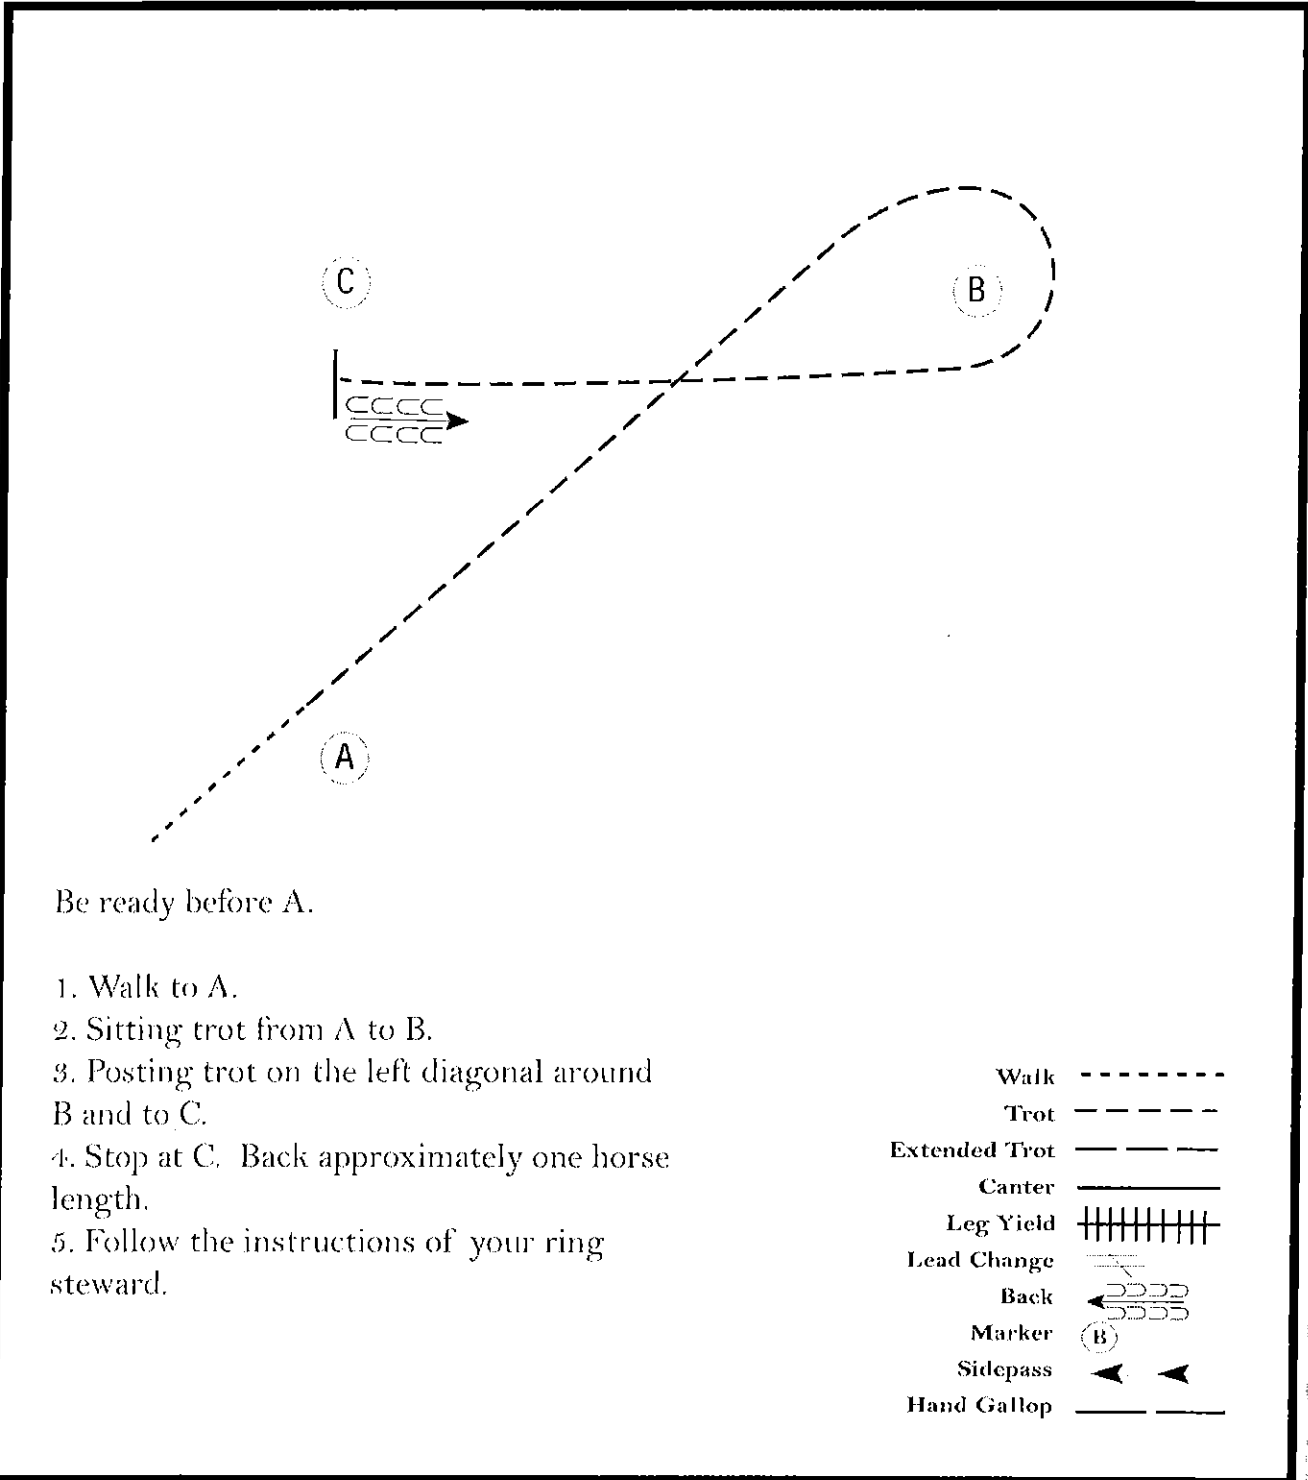 C
B
A
Be ready before A.
1. Walk to A.
2. Sitting trot from A to B.
3. Posting trot on the left diagonal around
B and to C.
4. Stop at C.  Back approximately one horse
length.
5. Follow the instructions of your ring
steward.
Walk
Trot
Extended Trot
Canter
Leg Yield
Lead Change
Back
Marker B
Sidepass
Hand Gallop